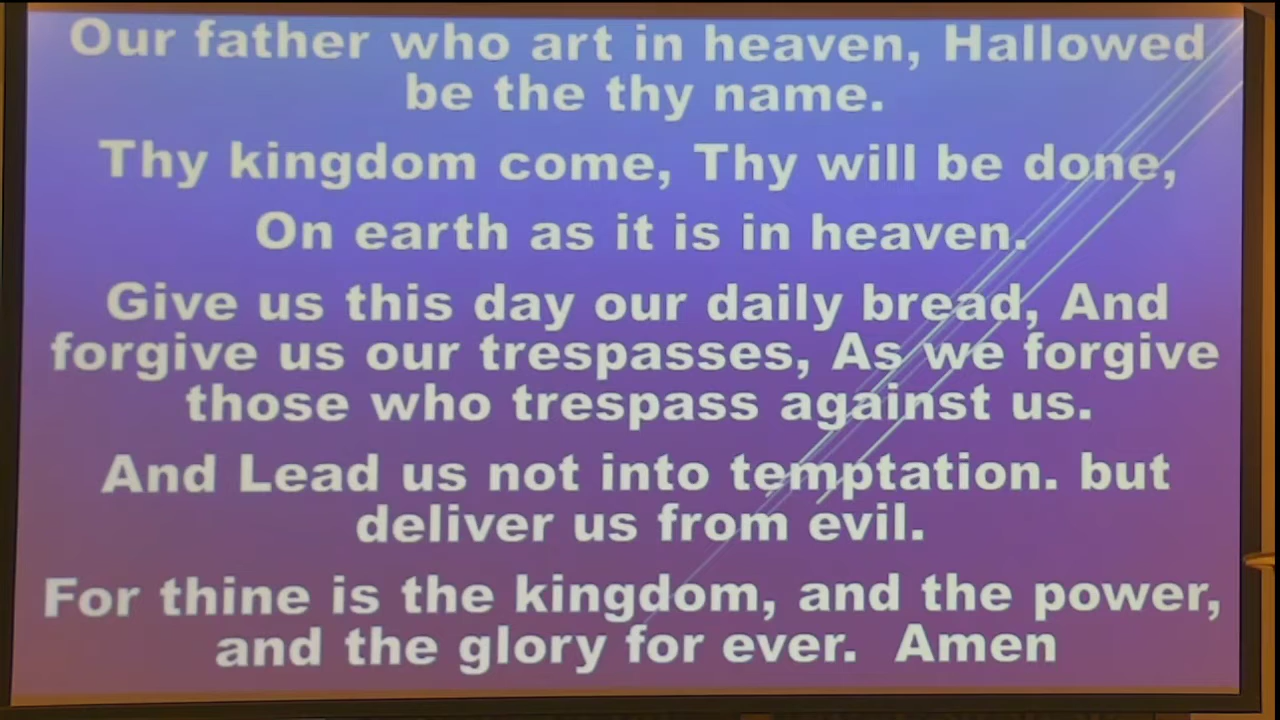 Our father who art in heaven, Hallowed
be the thy name.
Thy kingdom come, Thy will be done,
On earth as it is in heaven.
Give us this day our daily bread, And
forgive us our trespasses, As we forgive
those who trespass against us.
And Lead us not into temptation. but
deliver us from evil.
For thine is the kingdom, and the power,
and the glory for ever. Amen